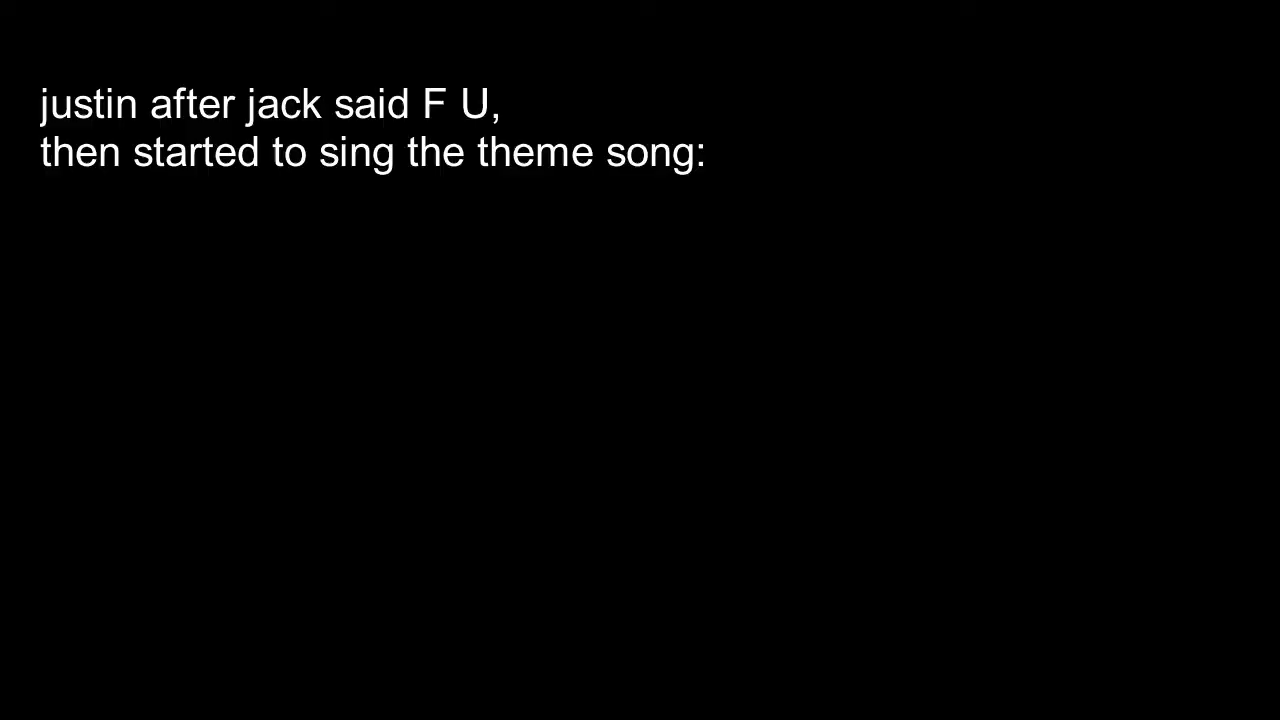 justin after jack said F U,
then started to sing the theme song: